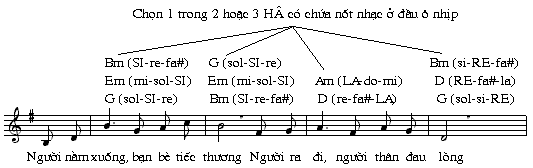 Chọn 1 trong 2 hoặc 3 HÂ có chứa nốt nhạc ở đầu ô nhịp
Bm (SI-re-fa#) G (sol-SI-re) Bm (si-RE-fa#)
Em (mi-sol-SI) Em (mi-sol-SI) Am (LA-do-mi) D (RE-fa#-la)
G (sol-SI-re) Bm (SI-re-fa#) D (re-fa#-LA) G (sol-si-RE)
Người nằm xuống, bạn bè tiếc thương Người ra đi, người thân đau lòng